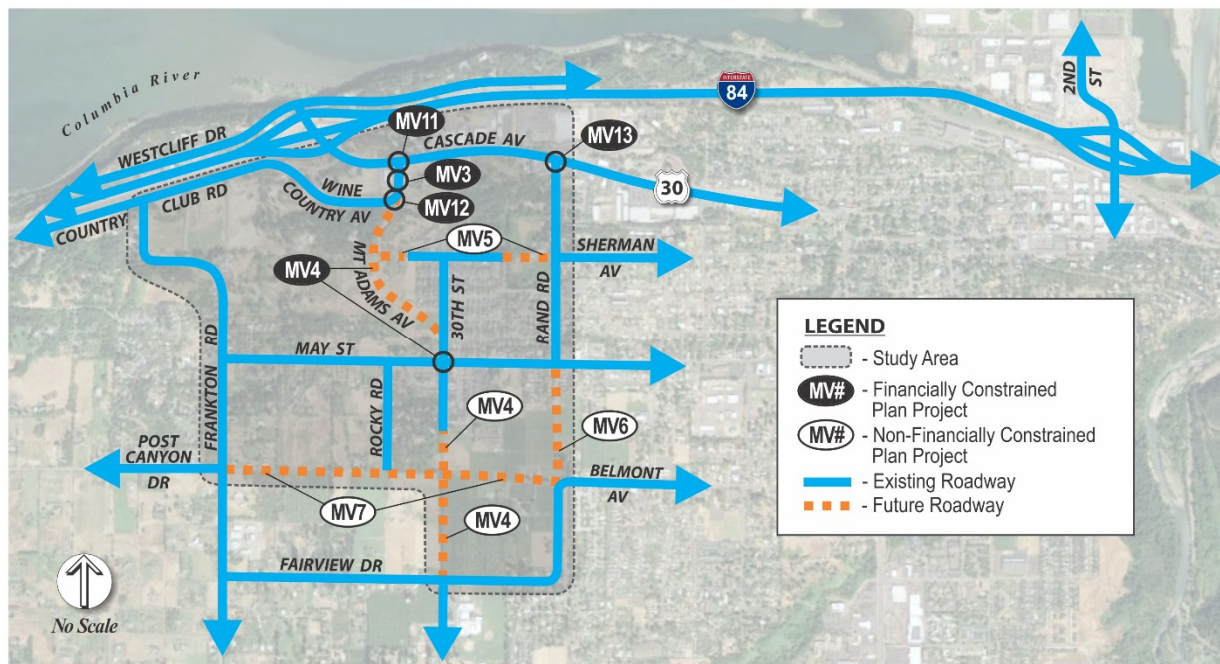 Columbia River
WESTCLIFF DR
COUNTRY CLUB RD
WINE
COUNTRY AV
MV11
CASCADE AV
MV3
MV12
MV13
INTERSTATE
84
30
2ND
ST
MV5
SHERMAN
AV
MV4
MT ADAMS AV
30TH ST
RAND RD
FRANKTON RD
MAY ST
ROCKY RD
MV4
MV6
POST
CANYON
DR
BELMONT
AV
MV7
MV4
FAIRVIEW DR
No Scale
LEGEND
- Study Area
MV# - Financially Constrained
Plan Project
MV# - Non-Financially Constrained
Plan Project
- Existing Roadway
- Future Roadway